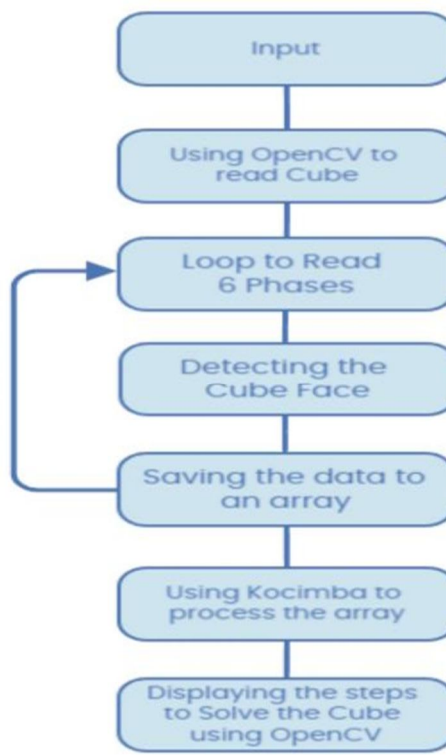 Input
Using OpenCV to
read Cube
Loop to Read
6 Phases
Detecting the
Cube Face
Saving the data to
an array
Using Kocimba to
process the array
Displaying the steps
to Solve the Cube
using OpenCV